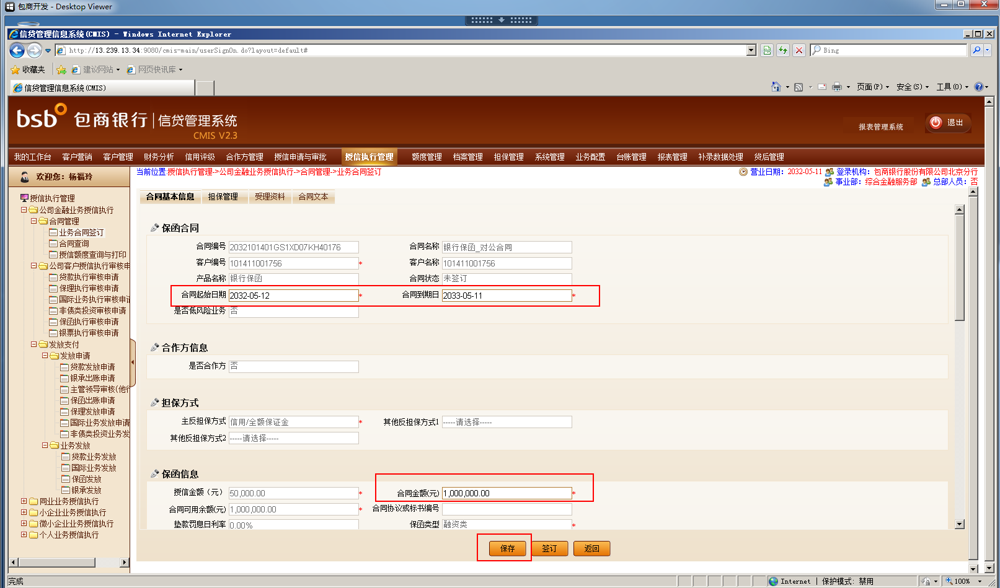 包商开发 - Desktop Viewer
信贷管理信息系统(CMIS) - Windows Internet Explorer
http://13.239.13.34:9080/cmis-main/userSignOn.do?layout=default#
Bing
收藏夹 建议网站 网页快讯库
信贷管理信息系统(CMIS)
页面(P) 安全(S) 工具(O)
bsb 包商银行 信贷管理系统
CMIS V2.3
报表管理系统 退出
我的工作台 客户营销 客户管理 财务分析 信用评级 合作方管理 授信申请与审批 授信执行管理 额度管理 档案管理 担保管理 系统管理 业务配置 台账管理 报表管理 补录数据处理 贷后管理
欢迎您：杨福玲
当前位置:授信执行管理->公司金融业务授信执行->合同管理->业务合同签订
营业日期：2032-05-11 登录机构：包商银行股份有限公司北京分行
事业部：综合金融服务部 总部人员：否
授信执行管理
公司金融业务授信执行
合同管理
业务合同签订
合同查询
授信额度查询与打印
公司客户授信执行审核申
贷款执行审核申请
保理执行审核申请
国际业务执行审核申请
非债类投资审核申请
保函执行审核申请
银票执行审核申请
发放支付
发放申请
贷款发放申请
银承出账申请
主管领导审核(他行
保函出账申请
保理发放申请
国际业务发放申请
非债类投资业务发
业务发放
贷款业务发放
国际业务发放
保函发放
银承发放
同业业务授信执行
小企业业务授信执行
微小企业业务授信执行
个人业务授信执行
合同基本信息 担保管理 受理资料 合同文本
保函合同
合同编号 2032101401GS1XD07KH40176 合同名称 银行保函_对公合同
客户编号 101411001756 * 客户名称 101411001756
产品名称 银行保函 合同状态 未签订
合同起始日期 2032-05-12 * 合同到期日 2033-05-11 *
是否低风险业务 否
合作方信息
是否合作方 否
担保方式
主反担保方式 信用/全额保证金 * 其他反担保方式1 -----请选择-----
其他反担保方式2 -----请选择-----
保函信息
授信金额（元） 50,000.00 * 合同金额(元) 1,000,000.00 *
合同可用余额(元) 1,000,000.00 * 合同协议或标书编号
垫款罚息日利率 0.00% 保函类型 融资类 *
保存 签订 返回
完成 Internet | 保护模式: 禁用 100%